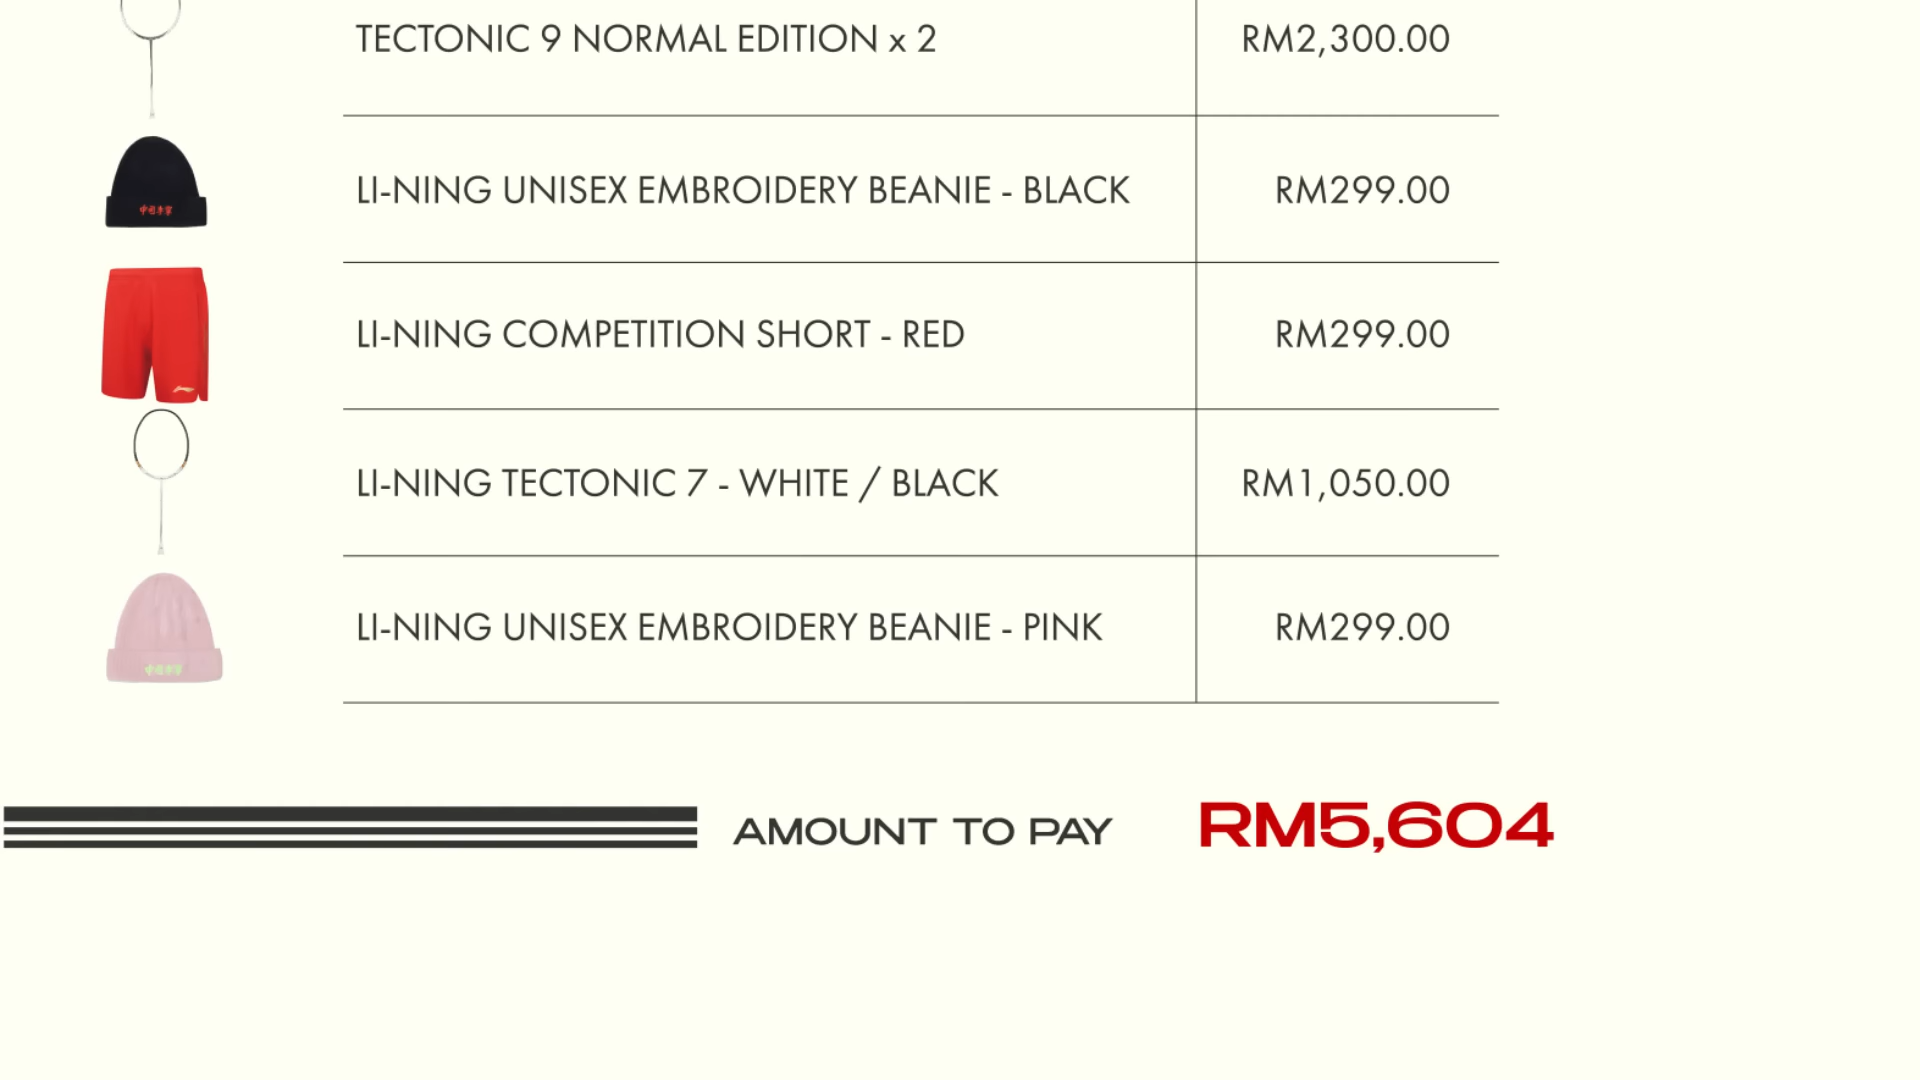 TECTONIC 9 NORMAL EDITION x 2 RM2,300.00
LI-NING UNISEX EMBROIDERY BEANIE - BLACK RM299.00
LI-NING COMPETITION SHORT - RED RM299.00
LI-NING TECTONIC 7 - WHITE / BLACK RM1,050.00
LI-NING UNISEX EMBROIDERY BEANIE - PINK RM299.00
AMOUNT TO PAY RM5,604